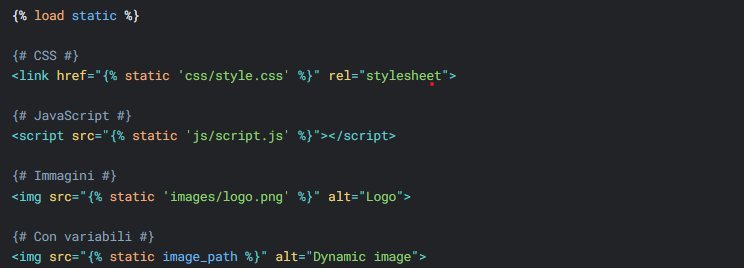 {% load static %}
{# CSS #}
<link href="{% static 'css/style.css' %}" rel="stylesheet">
{# JavaScript #}
<script src="{% static 'js/script.js' %}"></script>
{# Immagini #}
<img src="{% static 'images/logo.png' %}" alt="Logo">
{# Con variabili #}
<img src="{% static image_path %}" alt="Dynamic image">